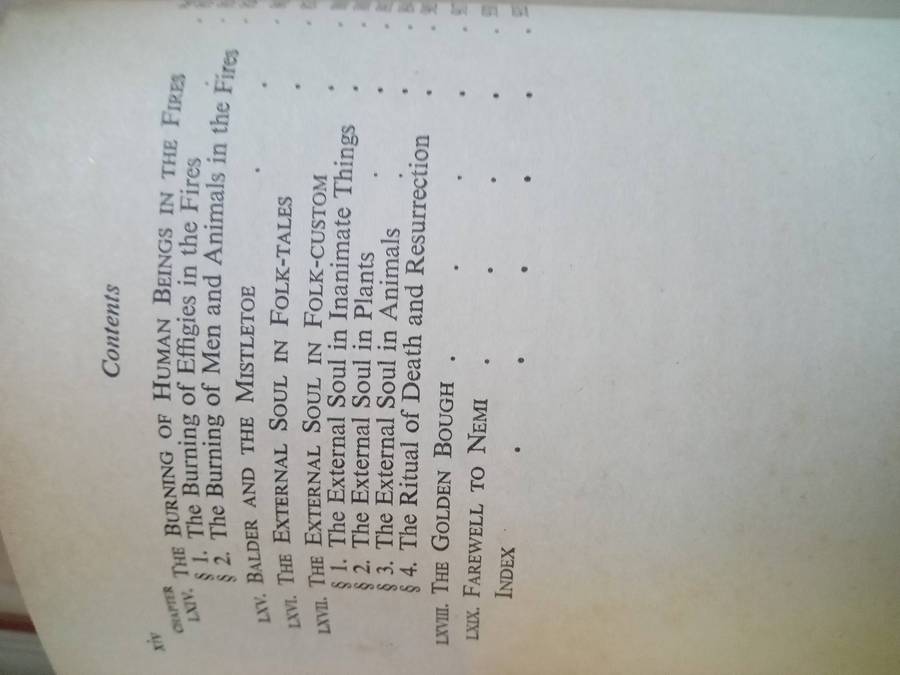 xiv
Contents
CHAPTER
LXIV. THE BURNING OF HUMAN BEINGS IN THE FIRES
§ 1. The Burning of Effigies in the Fires
§ 2. The Burning of Men and Animals in the Fires
LXV. BALDER AND THE MISTLETOE . .
LXVI. THE EXTERNAL SOUL IN FOLK-TALES .
LXVII. THE EXTERNAL SOUL IN FOLK-CUSTOM .
§ 1. The External Soul in Inanimate Things .
§ 2. The External Soul in Plants . .
§ 3. The External Soul in Animals . .
§ 4. The Ritual of Death and Resurrection .
LXVIII. THE GOLDEN BOUGH . . . .
LXIX. FAREWELL TO NEMI . . . .
INDEX . . . . .